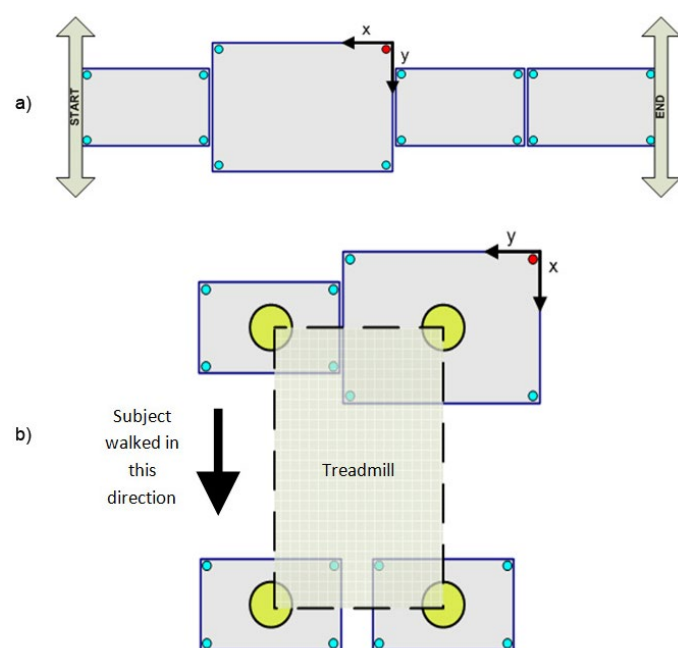 x
y
a)
START
END
y
x
Subject
walked in
this
direction
b)
Treadmill